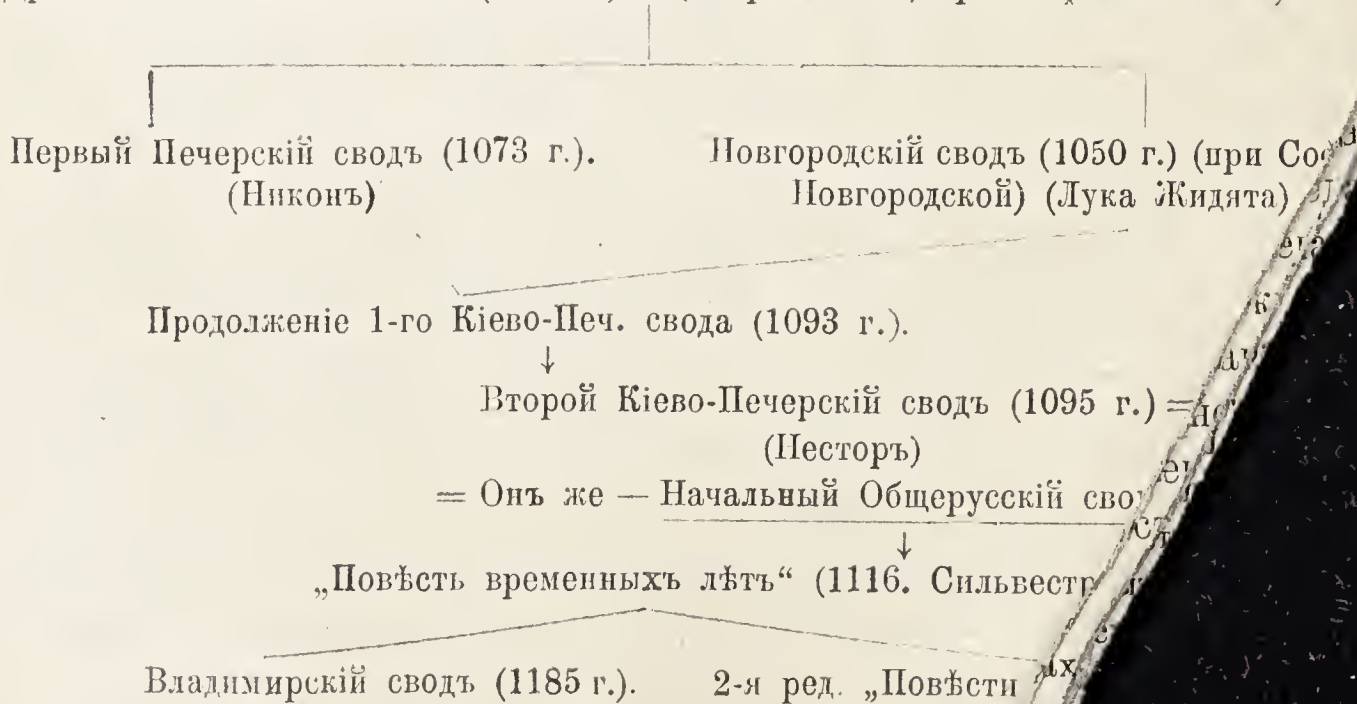 Первый Печерскій сводъ (1073 г.). Новгородскій сводъ (1050 г.) (при
(Никонъ) Новгородской) (Лука Жидята)
Продолженіе 1-го Кіево-Печ. свода (1093 г.).
↓
Второй Кіево-Печерскій сводъ (1095 г.) =
(Несторъ)
= Онъ же — Начальный Общерусскій
↓
„Повѣсть временныхъ лѣтъ“ (1116.
Владимирскій сводъ (1185 г.). 2-я ред. „Повѣсти